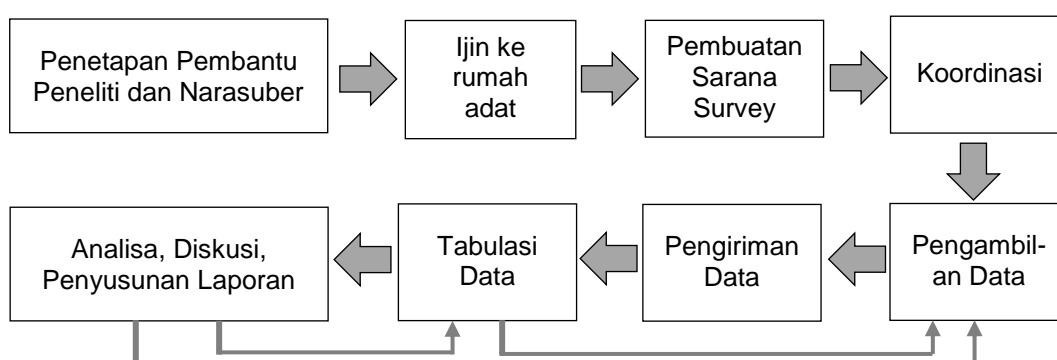 Penetapan Pembantu
Peneliti dan Narasuber
Ijin ke
rumah
adat
Pembuatan
Sarana
Survey
Koordinasi
Analisa, Diskusi,
Penyusunan Laporan
Tabulasi
Data
Pengiriman
Data
Pengambil-
an Data